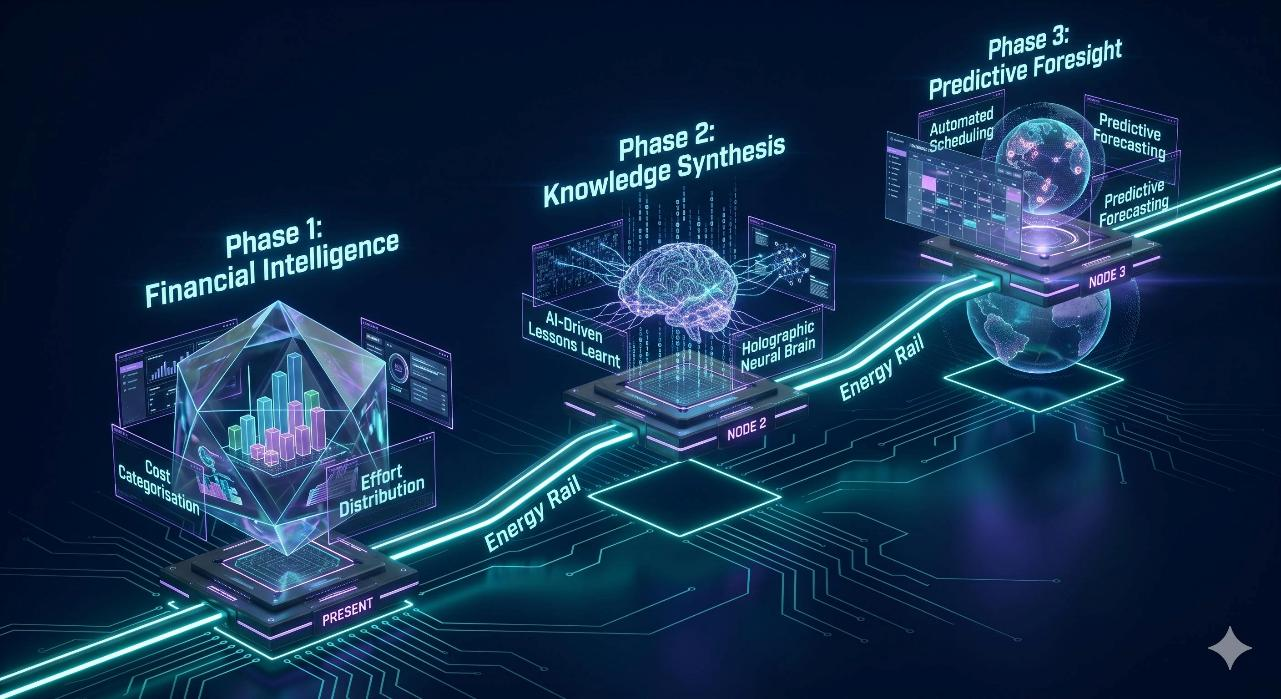 Phase 1:
Financial Intelligence
Cost
Categorisation
Effort
Distribution
PRESENT
Energy Rail
Phase 2:
Knowledge Synthesis
AI-Driven
Lessons Learnt
Holographic
Neural Brain
NODE 2
Energy Rail
Phase 3:
Predictive Foresight
Automated
Scheduling
Predictive
Forecasting
Predictive
Forecasting
NODE 3